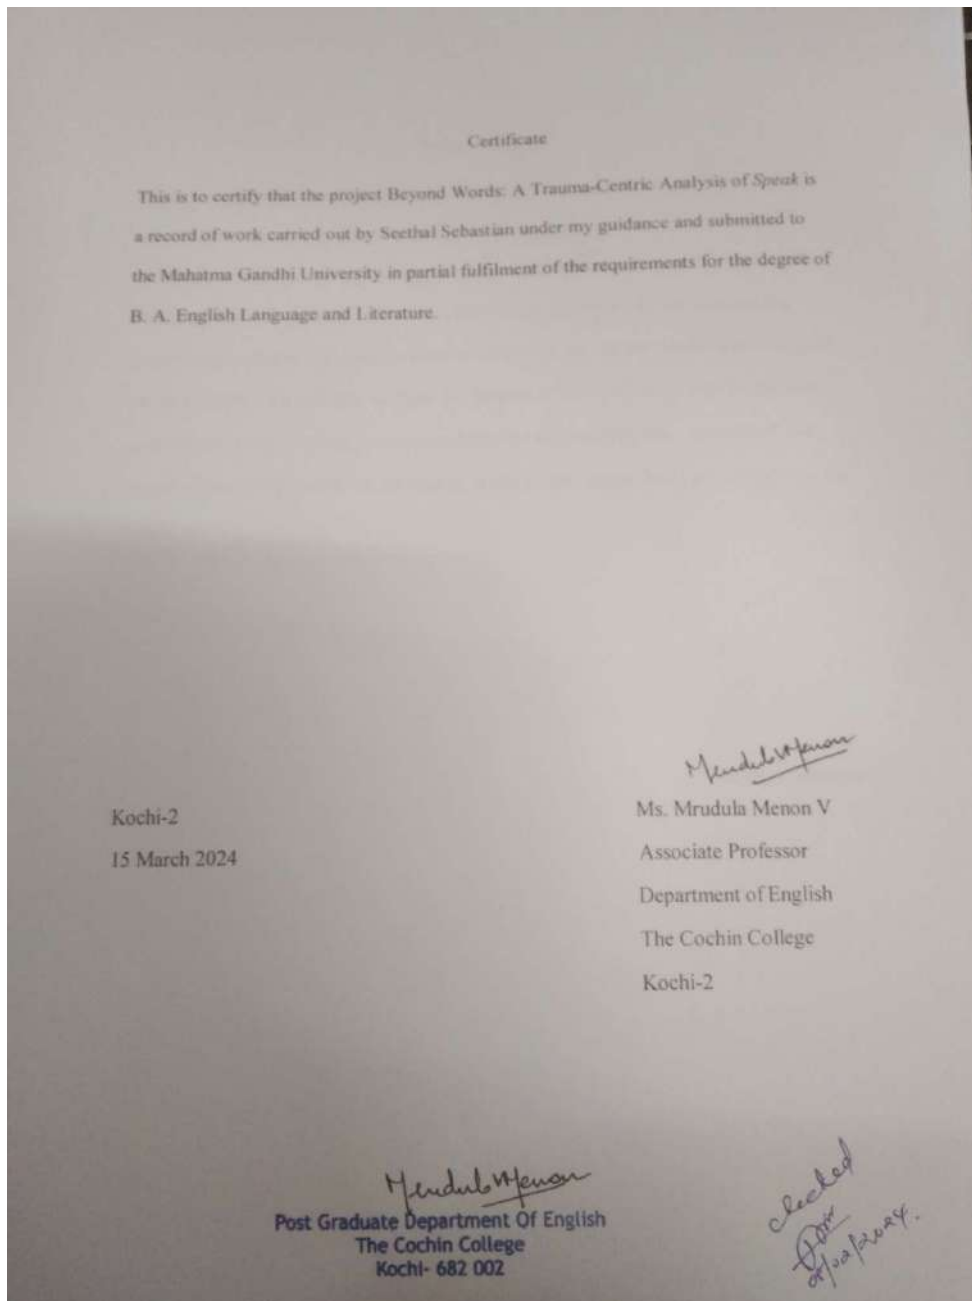 Certificate
This is to certify that the project Beyond Words: A Trauma-Centric Analysis of Speak is
a record of work carried out by Seethal Sebastian under my guidance and submitted to
the Mahatma Gandhi University in partial fulfilment of the requirements for the degree of
B. A. English Language and Literature.
Kochi-2
15 March 2024
Ms. Mrudula Menon V
Associate Professor
Department of English
The Cochin College
Kochi-2
Post Graduate Department Of English
The Cochin College
Kochi- 682 002
checked